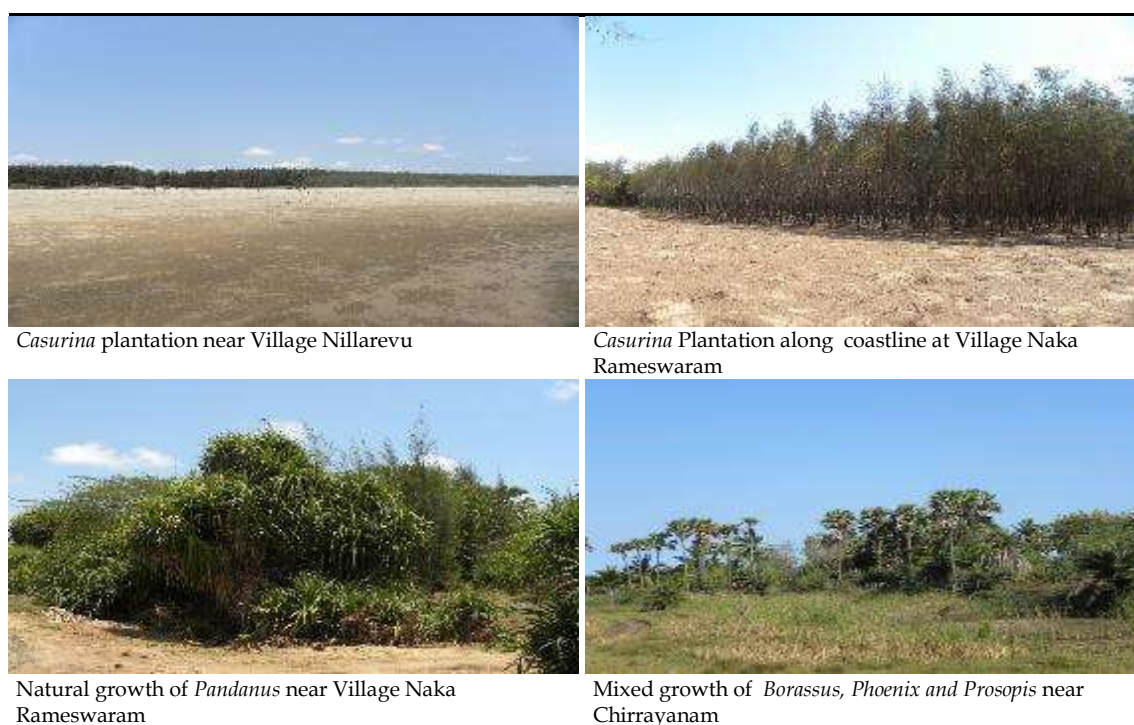 Casurina plantation near Village Nillarevu
Casurina Plantation along coastline at Village Naka
Rameswaram
Natural growth of Pandanus near Village Naka
Rameswaram
Mixed growth of Borassus, Phoenix and Prosopis near
Chirrayanam